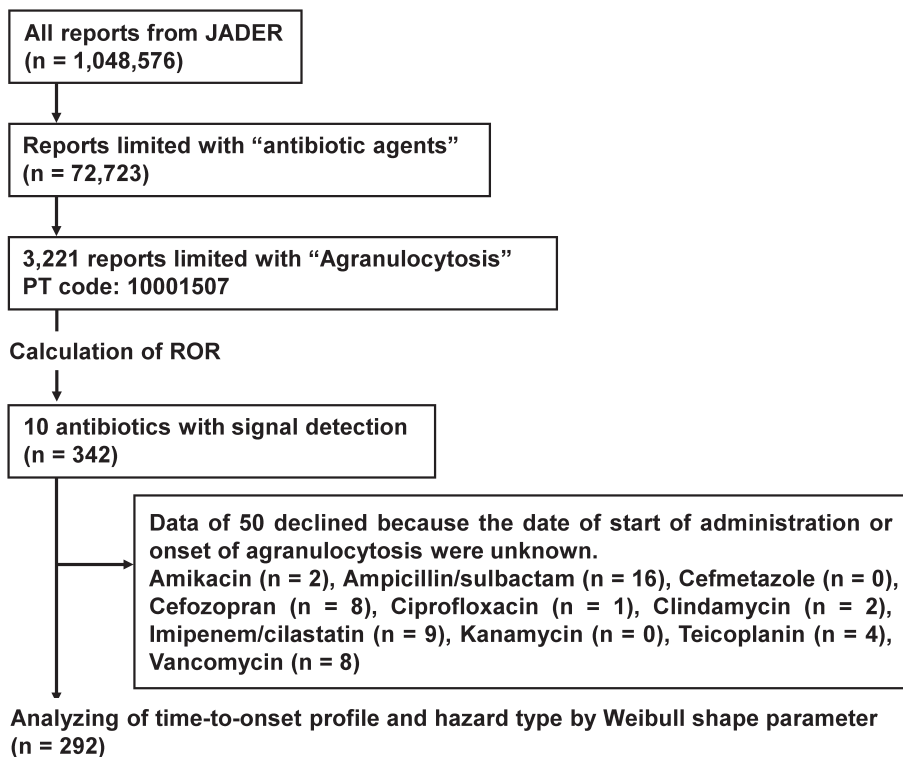 All reports from JADER
(n = 1,048,576)
Reports limited with “antibiotic agents”
(n = 72,723)
3,221 reports limited with “Agranulocytosis”
PT code: 10001507
Calculation of ROR
10 antibiotics with signal detection
(n = 342)
Data of 50 declined because the date of start of administration or
onset of agranulocytosis were unknown.
Amikacin (n = 2), Ampicillin/sulbactam (n = 16), Cefmetazole (n = 0),
Cefozopran (n = 8), Ciprofloxacin (n = 1), Clindamycin (n = 2),
Imipenem/cilastatin (n = 9), Kanamycin (n = 0), Teicoplanin (n = 4),
Vancomycin (n = 8)
Analyzing of time-to-onset profile and hazard type by Weibull shape parameter
(n = 292)